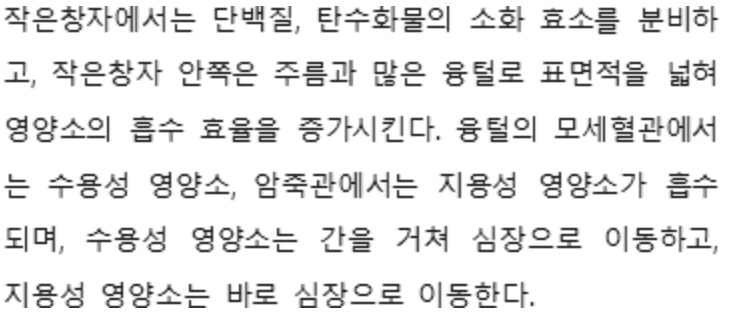 작은창자에서는 단백질, 탄수화물의 소화 효소를 분비하
고, 작은창자 안쪽은 주름과 많은 융털로 표면적을 넓혀
영양소의 흡수 효율을 증가시킨다. 융털의 모세혈관에서
는 수용성 영양소, 암죽관에서는 지용성 영양소가 흡수
되며, 수용성 영양소는 간을 거쳐 심장으로 이동하고,
지용성 영양소는 바로 심장으로 이동한다.